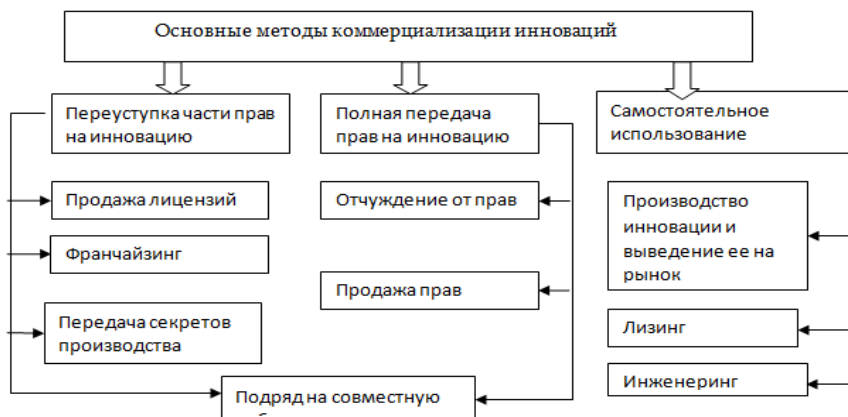 Основные методы коммерциализации инноваций
Переуступка части прав
на инновацию
Полная передача
прав на инновацию
Самостоятельное
использование
Продажа лицензий
Франчайзинг
Передача секретов
производства
Отчуждение от прав
Продажа прав
Подряд на совместную
Производство
инновации и
выведение ее на
рынок
Лизинг
Инженеринг